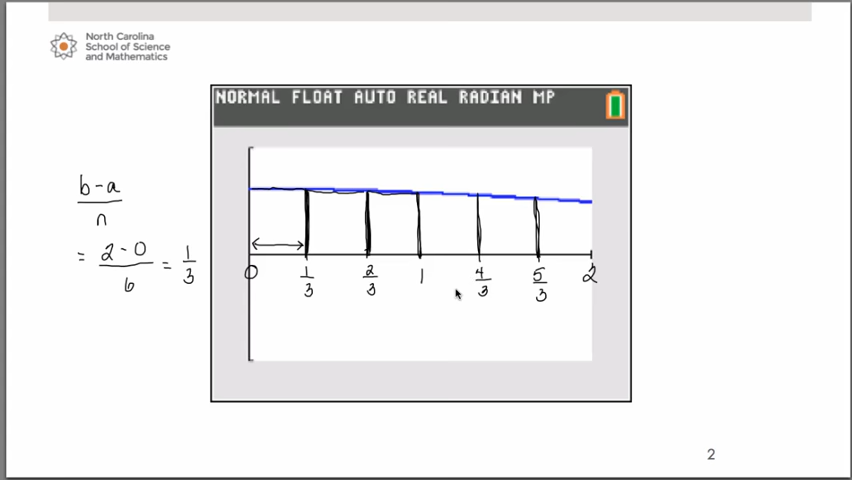 North Carolina
School of Science
and Mathematics
NORMAL FLOAT AUTO REAL RADIAN MP
b-a
n
= 2-0
6
= 1
3
0
1
3
2
3
1
4
3
5
3
2
2